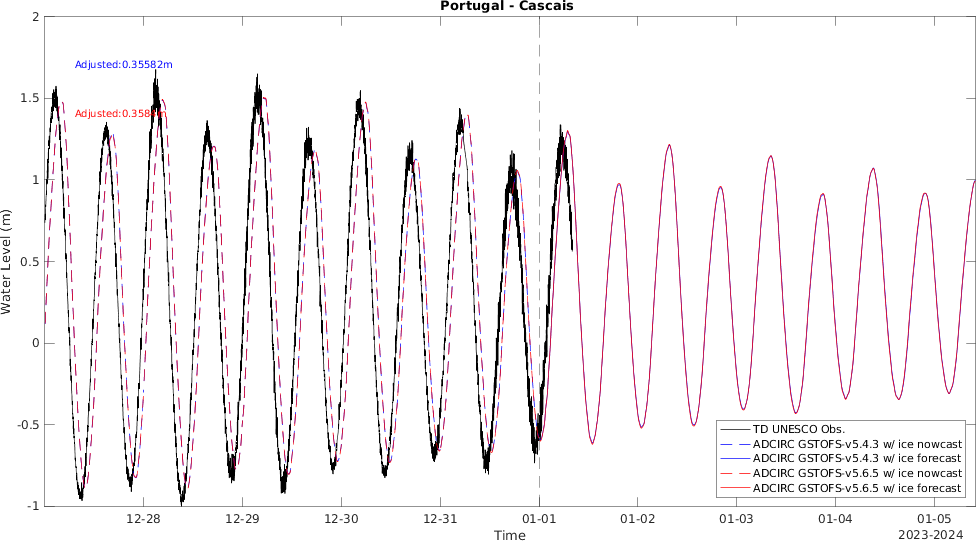 Portugal - Cascais
2
1.5
1
0.5
0
-0.5
-1
Water Level (m)
Adjusted:0.35582m
TD UNESCO Obs.
ADCIRC GSTOFS-v5.4.3 w/ ice nowcast
ADCIRC GSTOFS-v5.4.3 w/ ice forecast
ADCIRC GSTOFS-v5.6.5 w/ ice nowcast
ADCIRC GSTOFS-v5.6.5 w/ ice forecast
12-28
12-29
12-30
12-31
01-01
01-02
01-03
01-04
01-05
Time
2023-2024